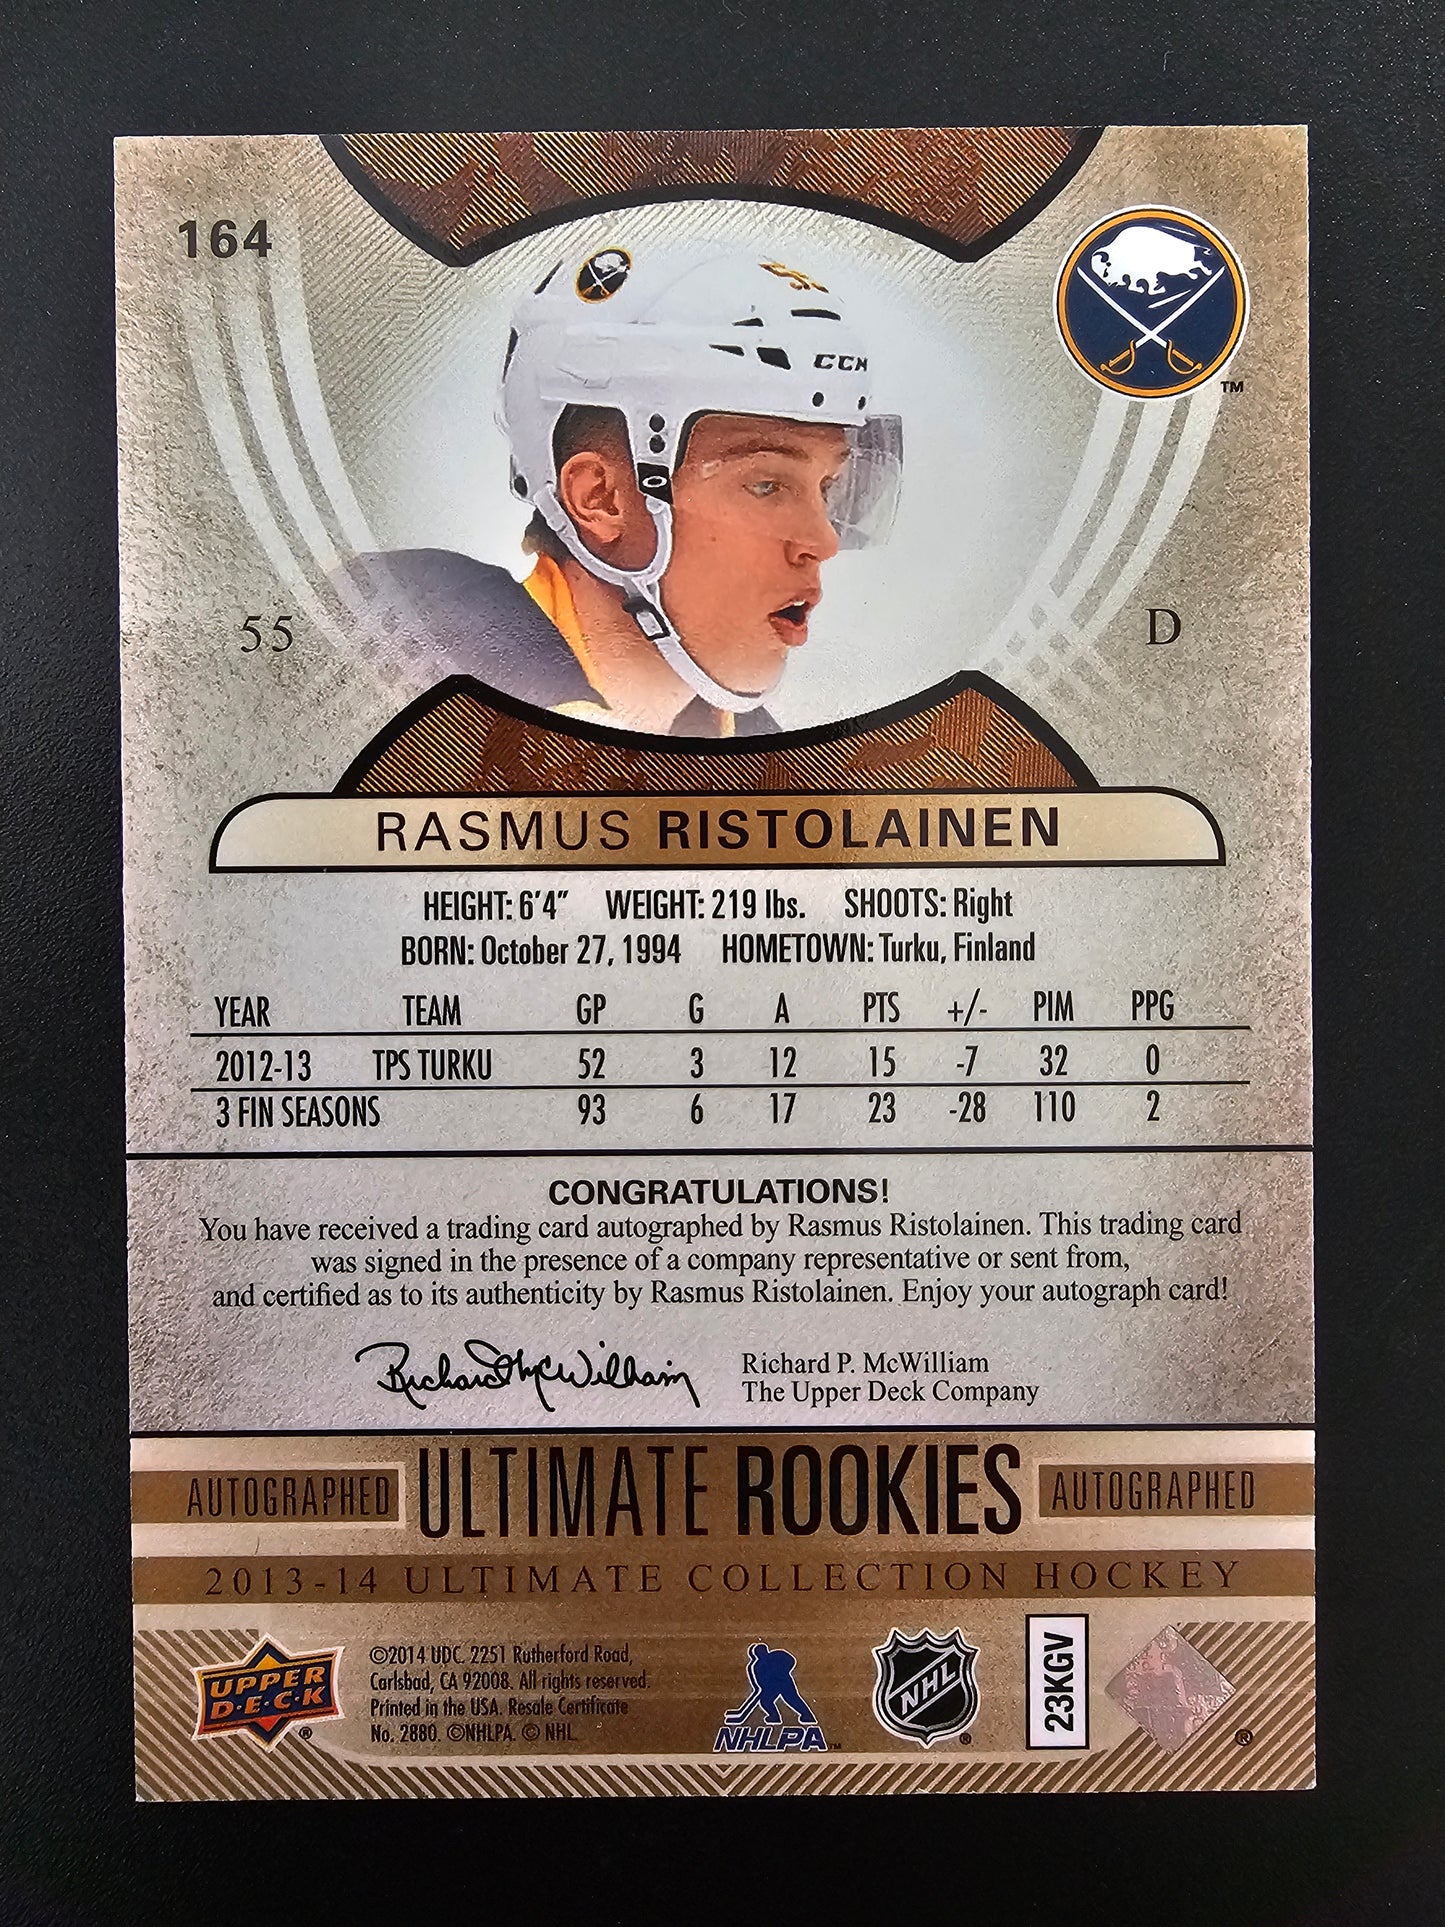 164
TM
CCM
55
D
RASMUS RISTOLAINEN
HEIGHT: 6'4" WEIGHT: 219 lbs. SHOOTS: Right
BORN: October 27, 1994 HOMETOWN: Turku, Finland
YEAR TEAM GP G A PTS +/- PIM PPG
2012-13 TPS TURKU 52 3 12 15 -7 32 0
3 FIN SEASONS 93 6 17 23 -28 110 2
CONGRATULATIONS!
You have received a trading card autographed by Rasmus Ristolainen. This trading card
was signed in the presence of a company representative or sent from,
and certified as to its authenticity by Rasmus Ristolainen. Enjoy your autograph card!
Richard McWilliam
Richard P. McWilliam
The Upper Deck Company
AUTOGRAPHED ULTIMATE ROOKIES AUTOGRAPHED
2013-14 ULTIMATE COLLECTION HOCKEY
UPPER
D·E·C·K ®
©2014 UDC. 2251 Rutherford Road,
Carlsbad, CA 92008. All rights reserved.
Printed in the USA. Resale Certificate
No. 2880. ©NHLPA. © NHL.
NHLPA TM
NHL ®
23KGV
®